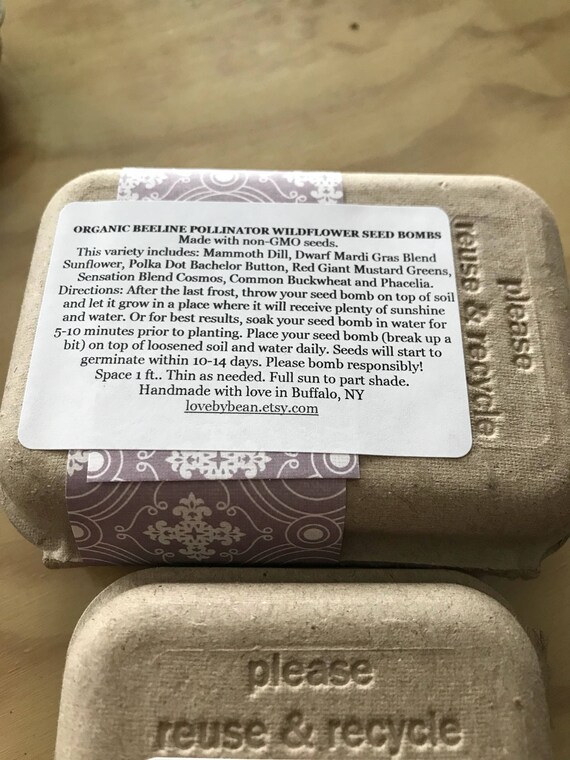 ORGANIC BEELINE POLLINATOR WILDFLOWER SEED BOMBS
Made with non-GMO seeds.
This variety includes: Mammoth Dill, Dwarf Mardi Gras Blend
Sunflower, Polka Dot Bachelor Button, Red Giant Mustard Greens,
Sensation Blend Cosmos, Common Buckwheat and Phacelia.
Directions: After the last frost, throw your seed bomb on top of soil
and let it grow in a place where it will receive plenty of sunshine
and water. Or for best results, soak your seed bomb in water for
5-10 minutes prior to planting. Place your seed bomb (break up a
bit) on top of loosened soil and water daily. Seeds will start to
germinate within 10-14 days. Please bomb responsibly!
Space 1 ft.. Thin as needed. Full sun to part shade.
Handmade with love in Buffalo, NY
lovebybean.etsy.com
please
reuse & recycle
please
reuse & recycle